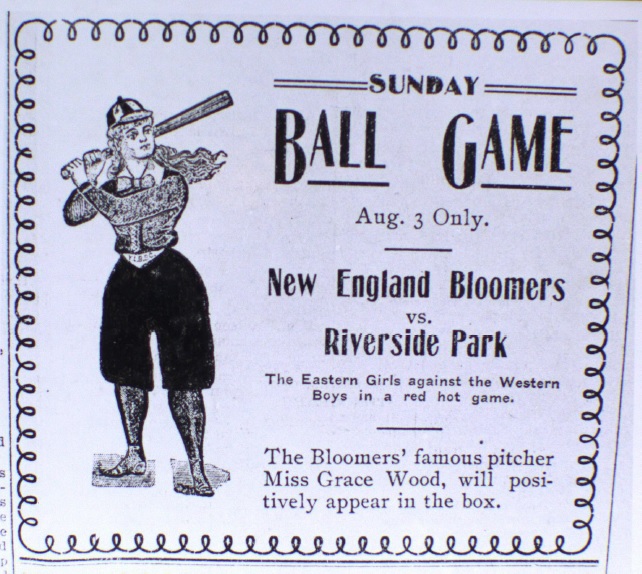 SUNDAY
BALL GAME
Aug. 3 Only.
New England Bloomers
vs.
Riverside Park
The Eastern Girls against the Western
Boys in a red hot game.
The Bloomers' famous pitcher
Miss Grace Wood, will posi-
tively appear in the box.